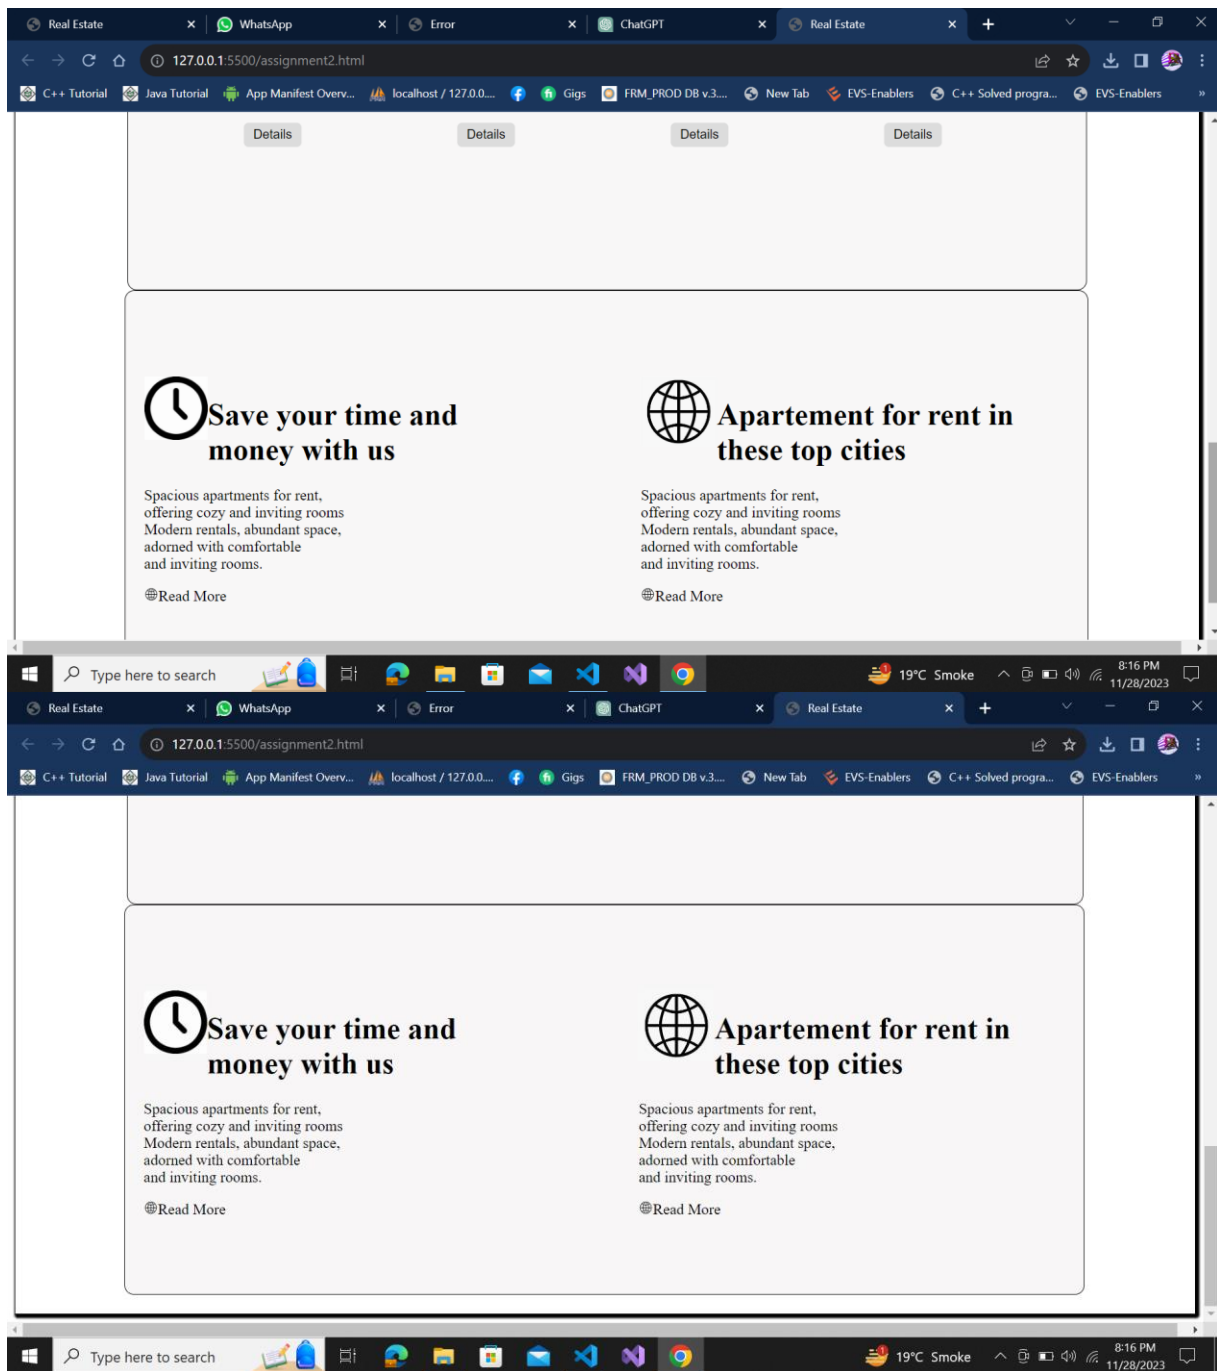 Real Estate WhatsApp Error ChatGPT Real Estate
127.0.0.1:5500/assignment2.html
C++ Tutorial Java Tutorial App Manifest Overv... localhost / 127.0.0.... Gigs FRM_PROD DB v.3.... New Tab EVS-Enablers C++ Solved progra... EVS-Enablers »
Details Details Details Details
Save your time and
money with us
Spacious apartments for rent,
offering cozy and inviting rooms
Modern rentals, abundant space,
adorned with comfortable
and inviting rooms.
Read More
Apartement for rent in
these top cities
Spacious apartments for rent,
offering cozy and inviting rooms
Modern rentals, abundant space,
adorned with comfortable
and inviting rooms.
Read More
Type here to search 19°C Smoke 8:16 PM
11/28/2023
Real Estate WhatsApp Error ChatGPT Real Estate
127.0.0.1:5500/assignment2.html
C++ Tutorial Java Tutorial App Manifest Overv... localhost / 127.0.0.... Gigs FRM_PROD DB v.3.... New Tab EVS-Enablers C++ Solved progra... EVS-Enablers »
Save your time and
money with us
Spacious apartments for rent,
offering cozy and inviting rooms
Modern rentals, abundant space,
adorned with comfortable
and inviting rooms.
Read More
Apartement for rent in
these top cities
Spacious apartments for rent,
offering cozy and inviting rooms
Modern rentals, abundant space,
adorned with comfortable
and inviting rooms.
Read More
Type here to search 19°C Smoke 8:16 PM
11/28/2023